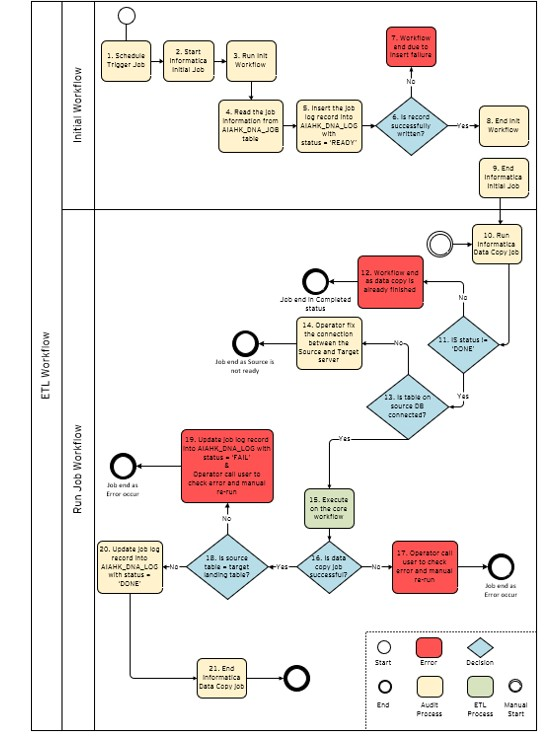 ETL Workflow
Initial Workflow
1. Schedule
Trigger Job
2. Start
Informatica
Initial Job
3. Run Init
Workflow
4. Read the job
information from
AIAHK_DNA_JOB
table
5. Insert the job
log record into
AIAHK_DNA_LOG
with
status = 'READY'
6. Is record
successfully
written?
No
7. Workflow
end due to
insert failure
Yes
8. End Init
Workflow
9. End
Informatica
Initial Job
Run Job Workflow
10. Run
Informatica
Data Copy job
11. IS status !=
'DONE'
No
12. Workflow end
as data copy is
already finished
Job end in Completed
status
Yes
13. Is table on
source DB
connected?
No
14. Operator fix
the connection
between the
Source and Target
server
Job end as Source is
not ready
Yes
15. Execute
on the core
workflow
16. Is data
copy job
successful?
No
17. Operator call
user to check
error and manual
re-run
Job end as
Error occur
Yes
18. Is source
table = target
landing table?
No
19. Update job log record
into AIAHK_DNA_LOG with
status = 'FAIL'
&
Operator call user to
check error and manual
re-run
Job end as
Error occur
No
20. Update job log
record into
AIAHK_DNA_LOG
with status =
'DONE'
21. End
Informatica
Data Copy job
Start
Error
Decision
End
Audit
Process
ETL
Process
Manual
Start